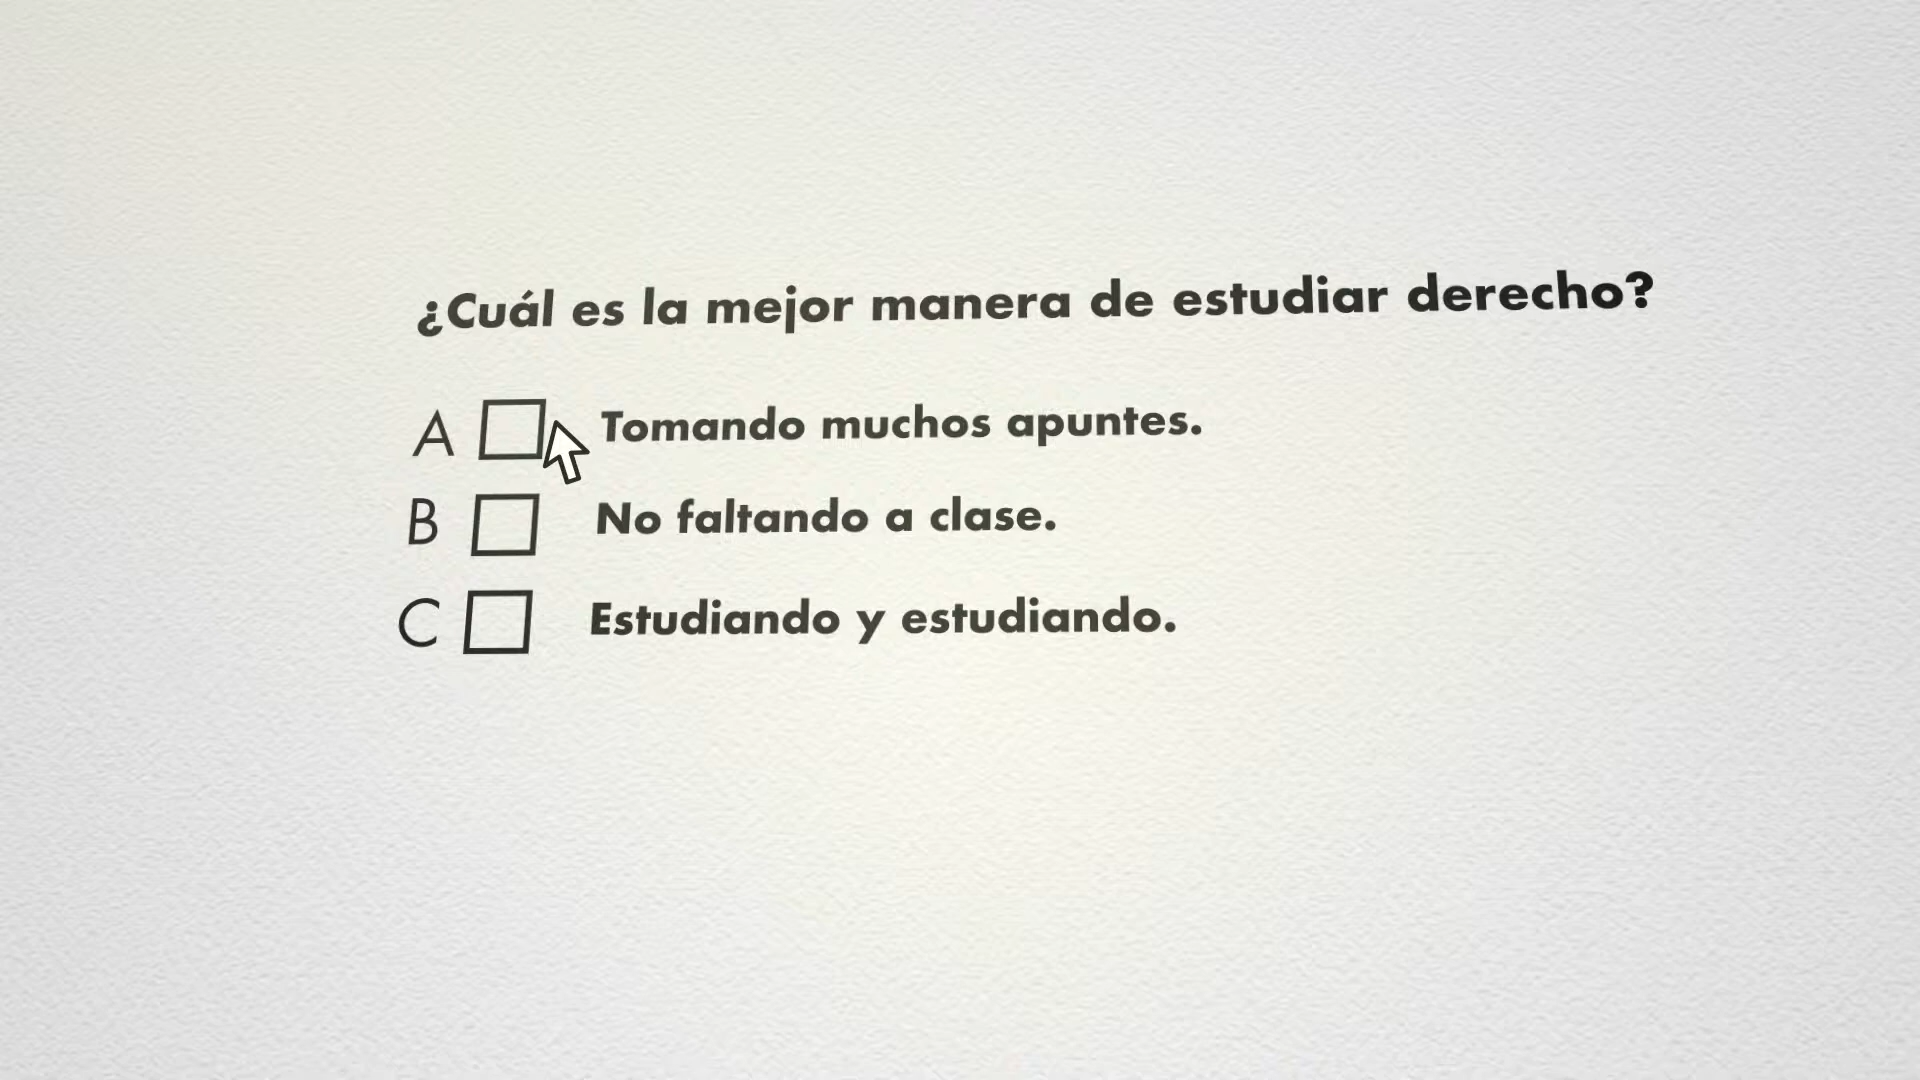 ¿Cuál es la mejor manera de estudiar derecho?
A Tomando muchos apuntes.
B No faltando a clase.
C Estudiando y estudiando.